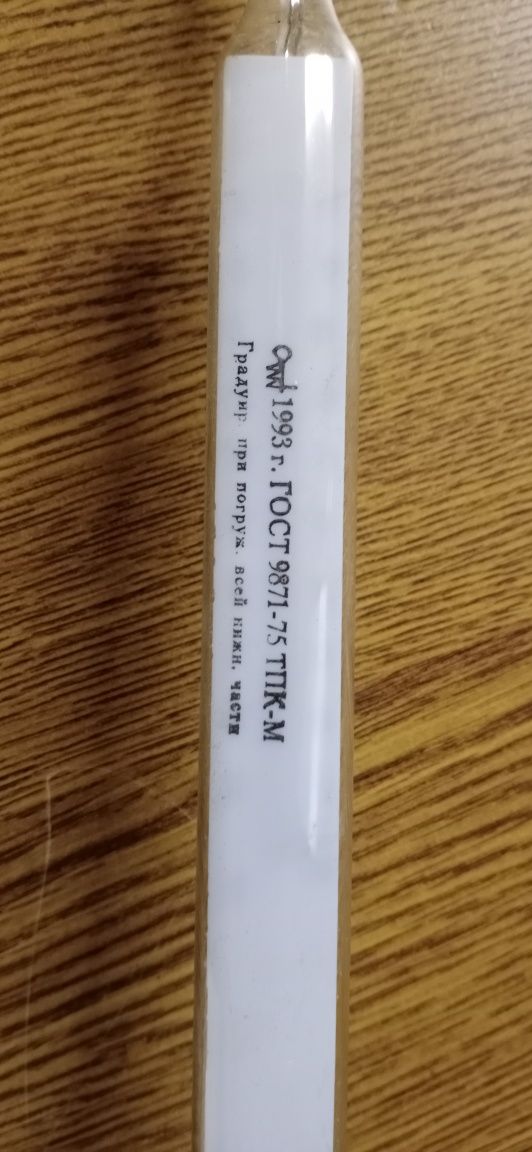 1993 г. ГОСТ 9871-75 ТПК-М
Градуир. при погруж. всей нижн. части